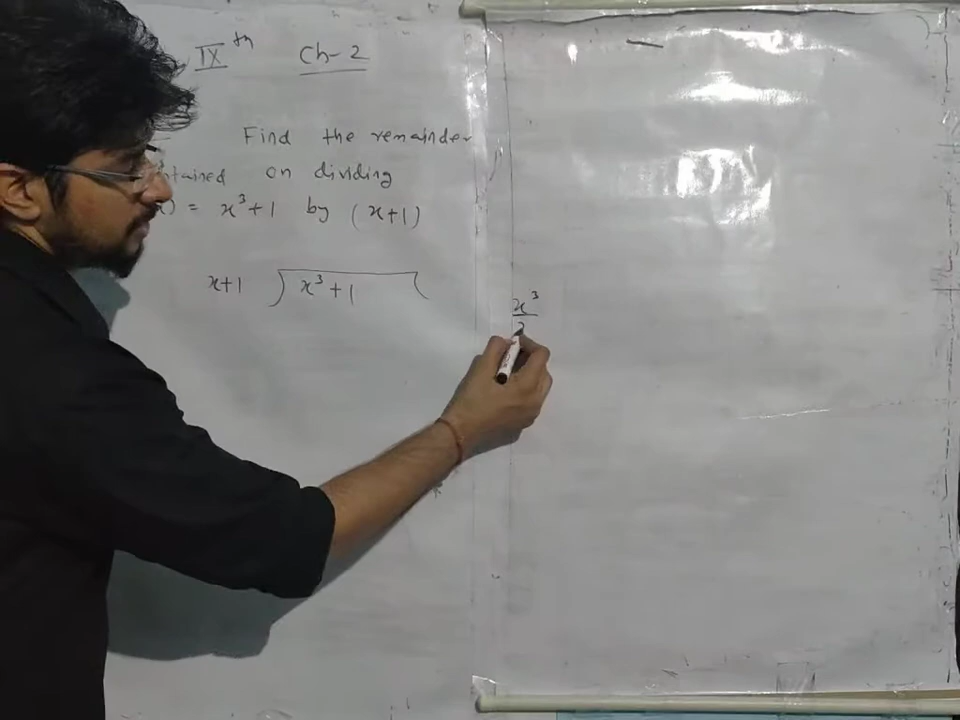 IXth Ch-2
Find the remainder
on dividing
= x³+1 by (x+1)
x+1 ) x³+1
x³